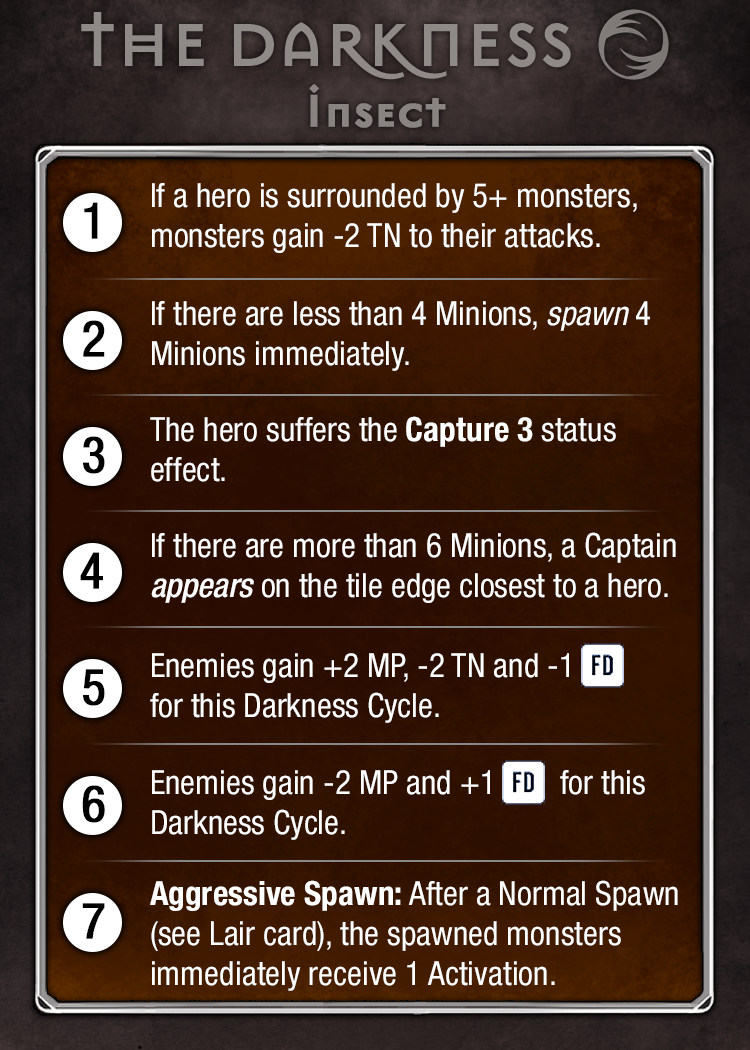 THE DARKNESS
Insect
1
If a hero is surrounded by 5+ monsters,
monsters gain -2 TN to their attacks.
2
If there are less than 4 Minions, spawn 4
Minions immediately.
3
The hero suffers the Capture 3 status
effect.
4
If there are more than 6 Minions, a Captain
appears on the tile edge closest to a hero.
5
Enemies gain +2 MP, -2 TN and -1 FD
for this Darkness Cycle.
6
Enemies gain -2 MP and +1 FD for this
Darkness Cycle.
7
Aggressive Spawn: After a Normal Spawn
(see Lair card), the spawned monsters
immediately receive 1 Activation.